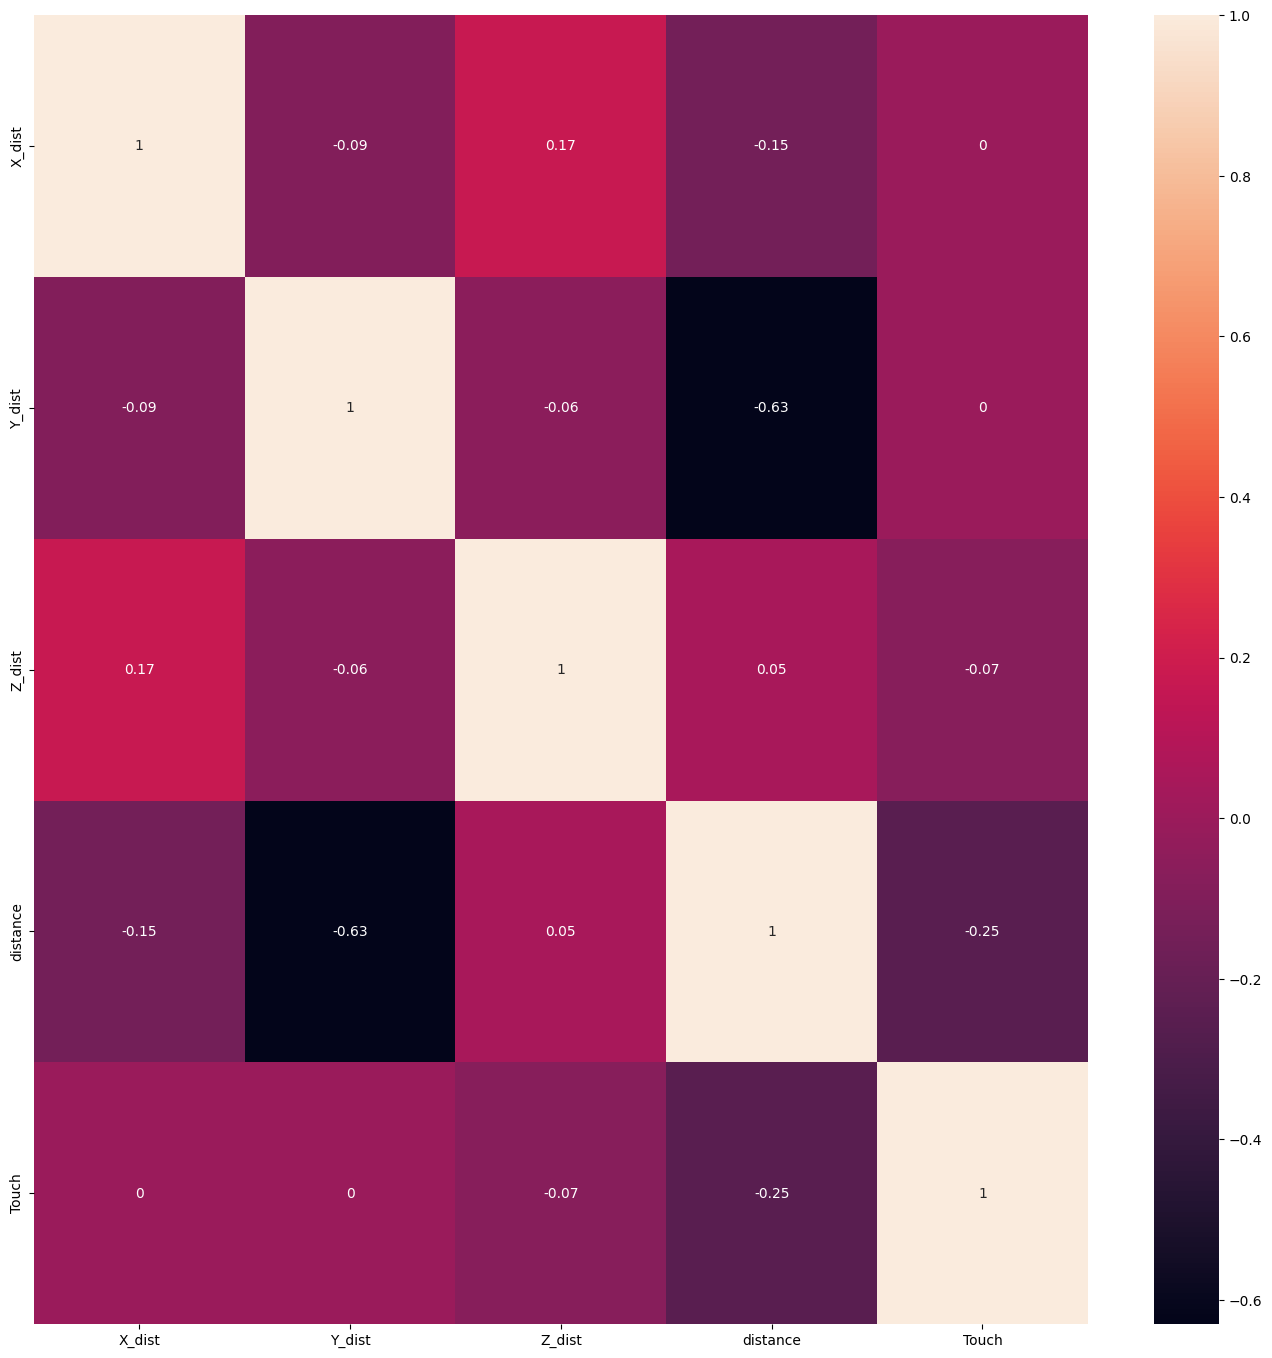 X_dist 1 -0.09 0.17 -0.15 0
Y_dist -0.09 1 -0.06 -0.63 0
Z_dist 0.17 -0.06 1 0.05 -0.07
distance -0.15 -0.63 0.05 1 -0.25
Touch 0 0 -0.07 -0.25 1
X_dist Y_dist Z_dist distance Touch
1.0
0.8
0.6
0.4
0.2
0.0
−0.2
−0.4
−0.6